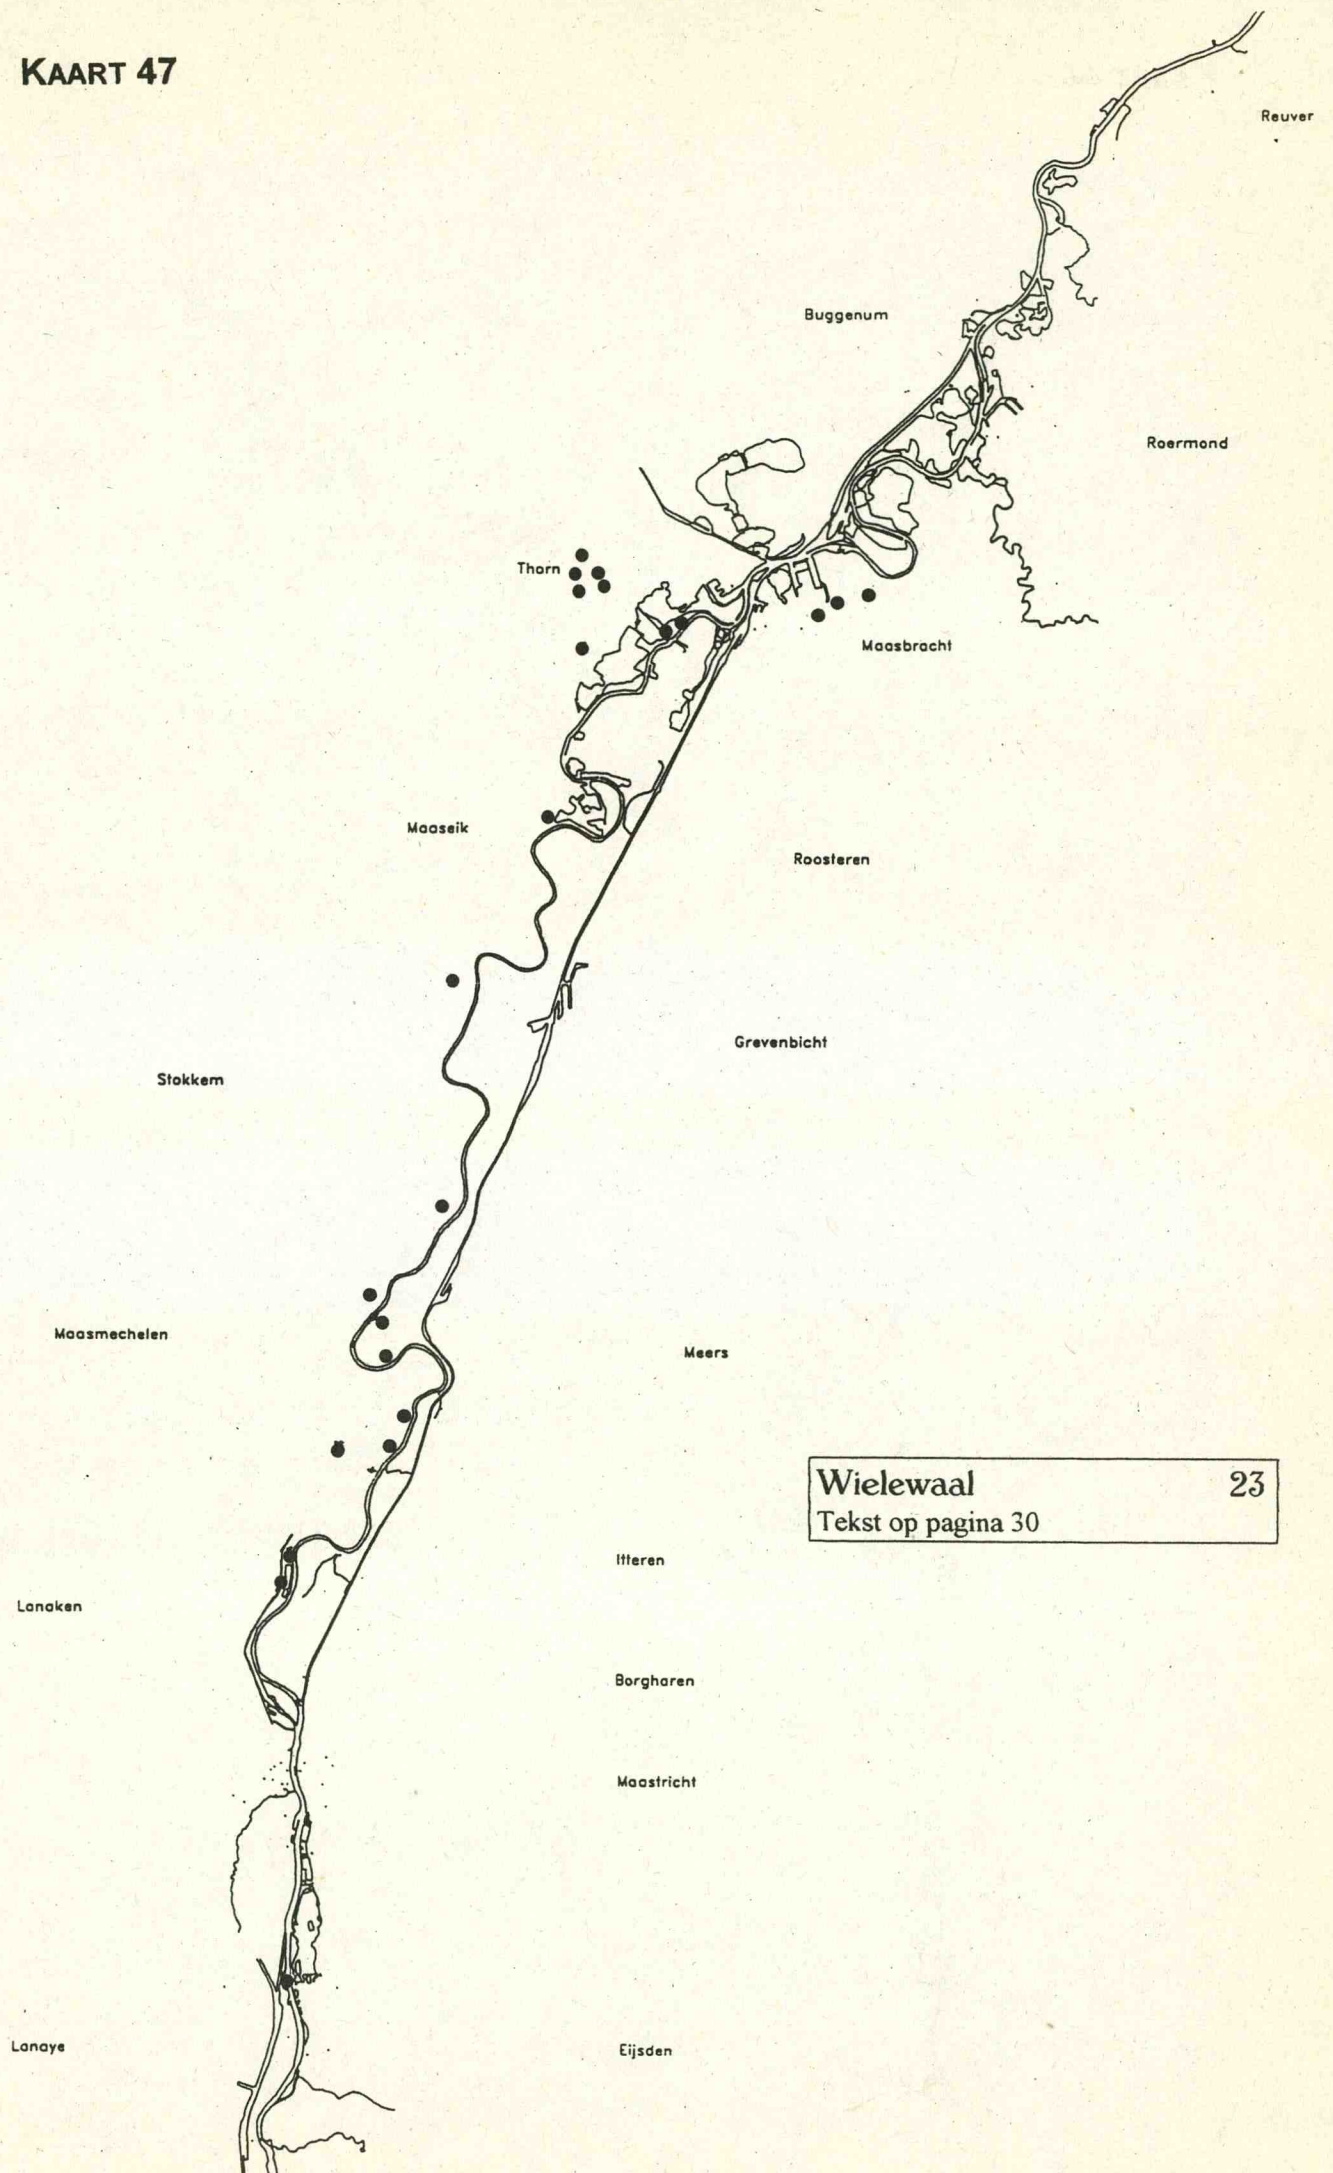 KAART 47
Reuver
Buggenum
Roermond
Thorn
Maasbracht
Maaseik
Roosteren
Grevenbicht
Stokkem
Maasmechelen
Meers
Wielewaal 23
Tekst op pagina 30
Itteren
Lanaken
Borgharen
Maastricht
Lanaye
Eijsden